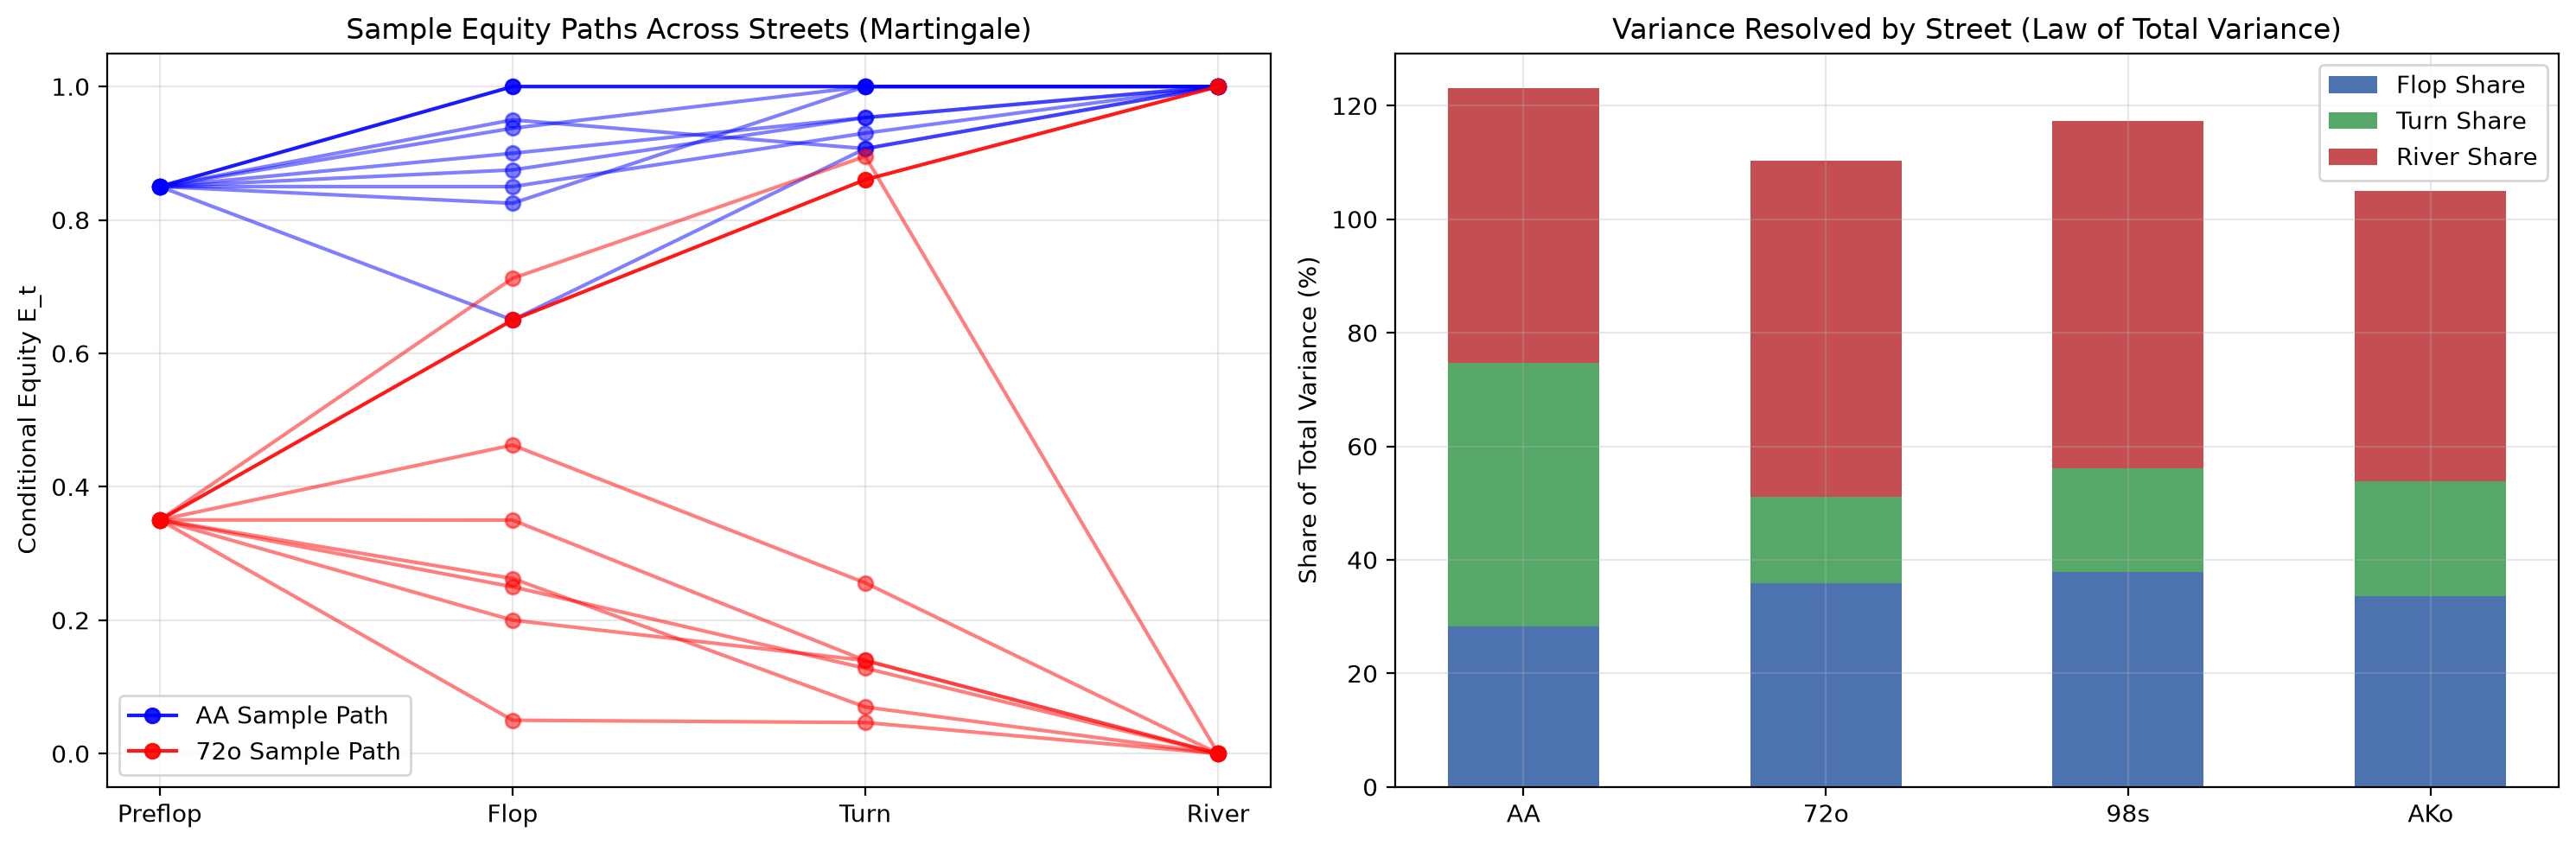 Sample Equity Paths Across Streets (Martingale)
Conditional Equity E_t
1.0
0.8
0.6
0.4
0.2
0.0
Preflop
Flop
Turn
River
AA Sample Path
72o Sample Path
Variance Resolved by Street (Law of Total Variance)
Share of Total Variance (%)
120
100
80
60
40
20
0
AA
72o
98s
AKo
Flop Share
Turn Share
River Share